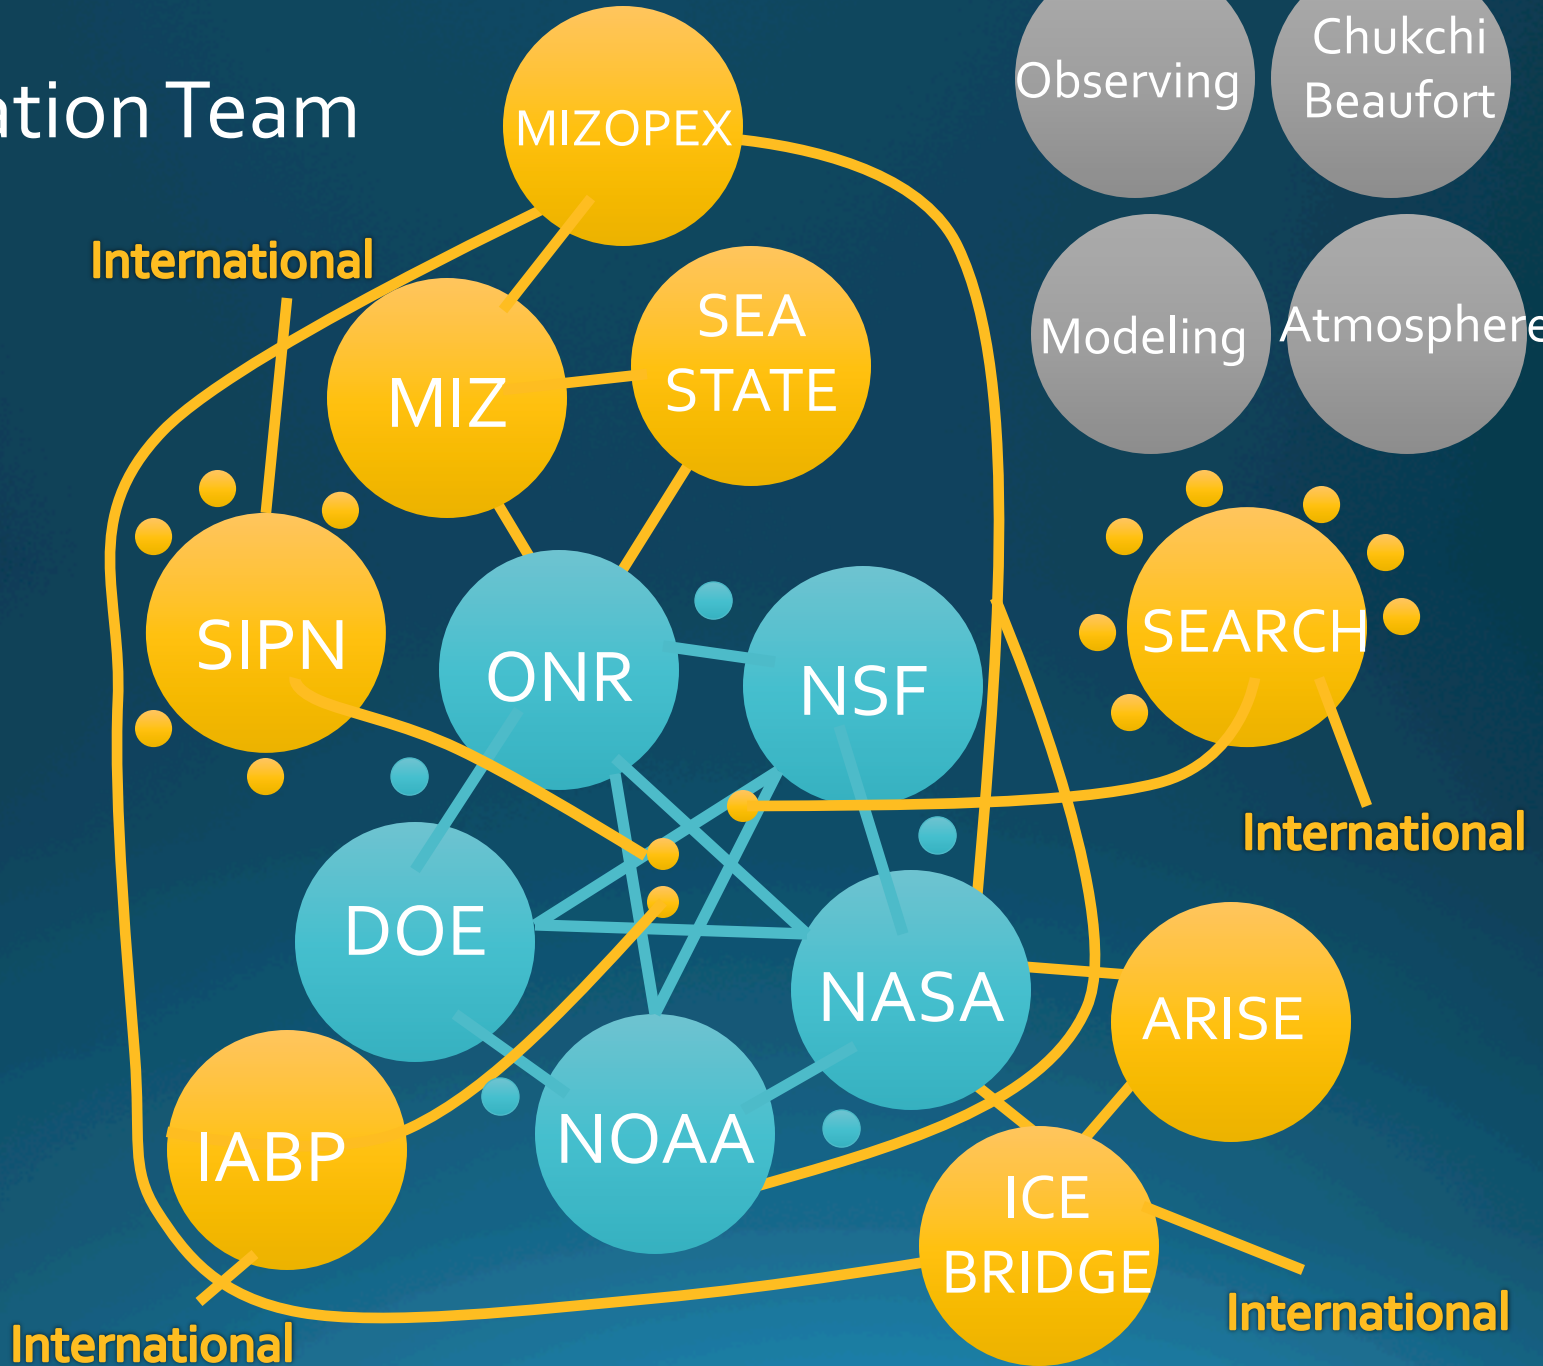 ation Team
MIZOPEX
Observing
Chukchi
Beaufort
International
SEA
STATE
MIZ
Modeling
Atmosphere
SIPN
ONR
NSF
SEARCH
International
DOE
NASA
ARISE
IABP
NOAA
ICE
BRIDGE
International
International